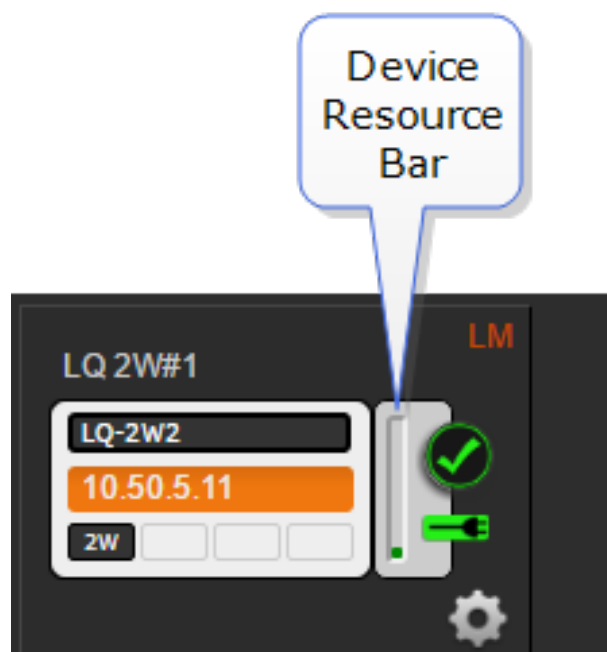 Device
Resource
Bar
LM
LQ 2W#1
LQ-2W2
10.50.5.11
2W